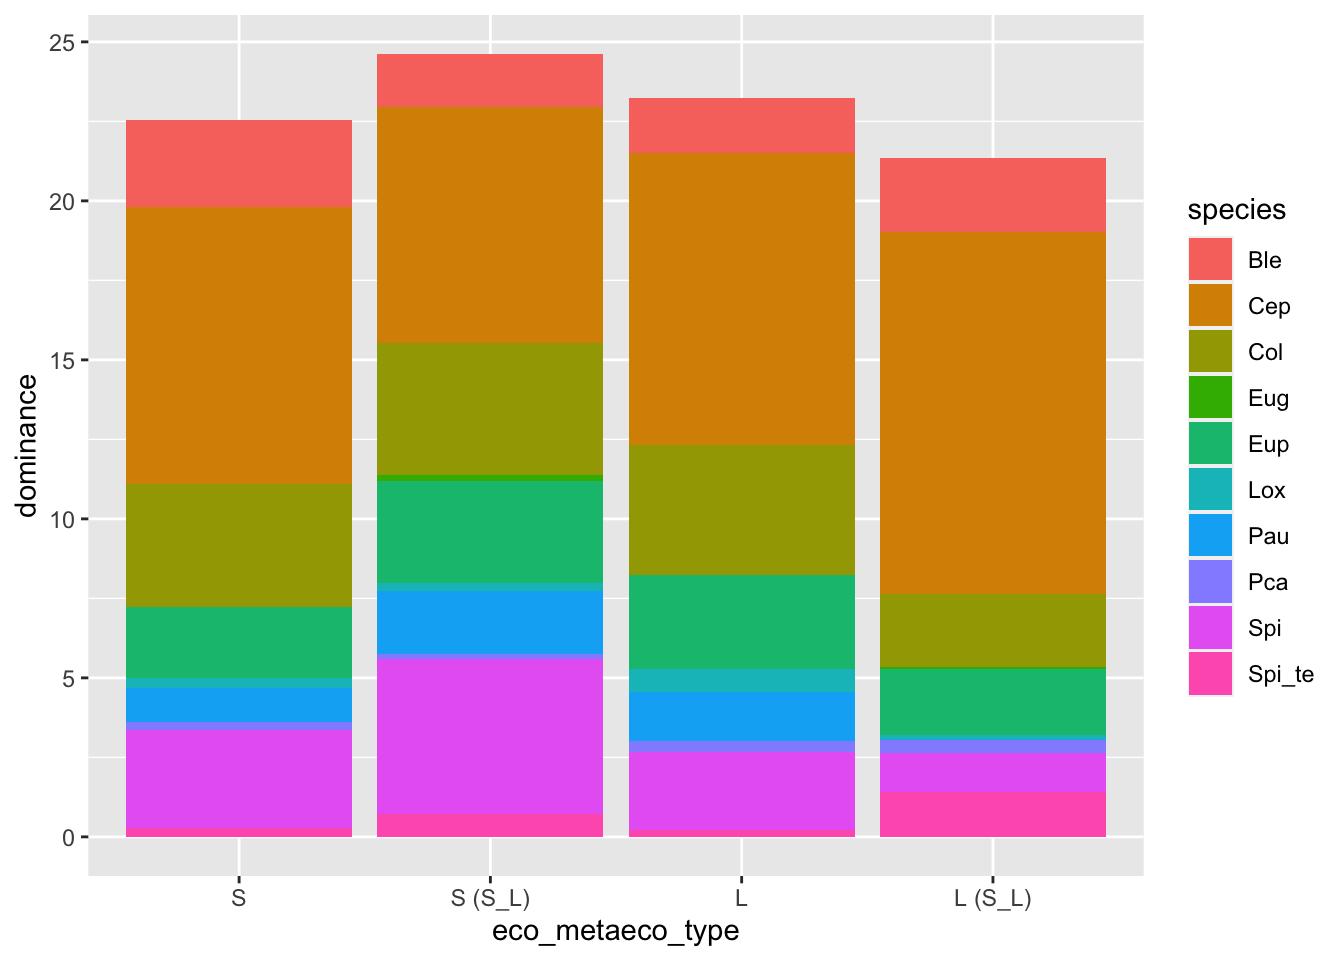 25
20
15
10
5
0
dominance
S
S (S_L)
L
L (S_L)
eco_metaeco_type
species
Ble
Cep
Col
Eug
Eup
Lox
Pau
Pca
Spi
Spi_te